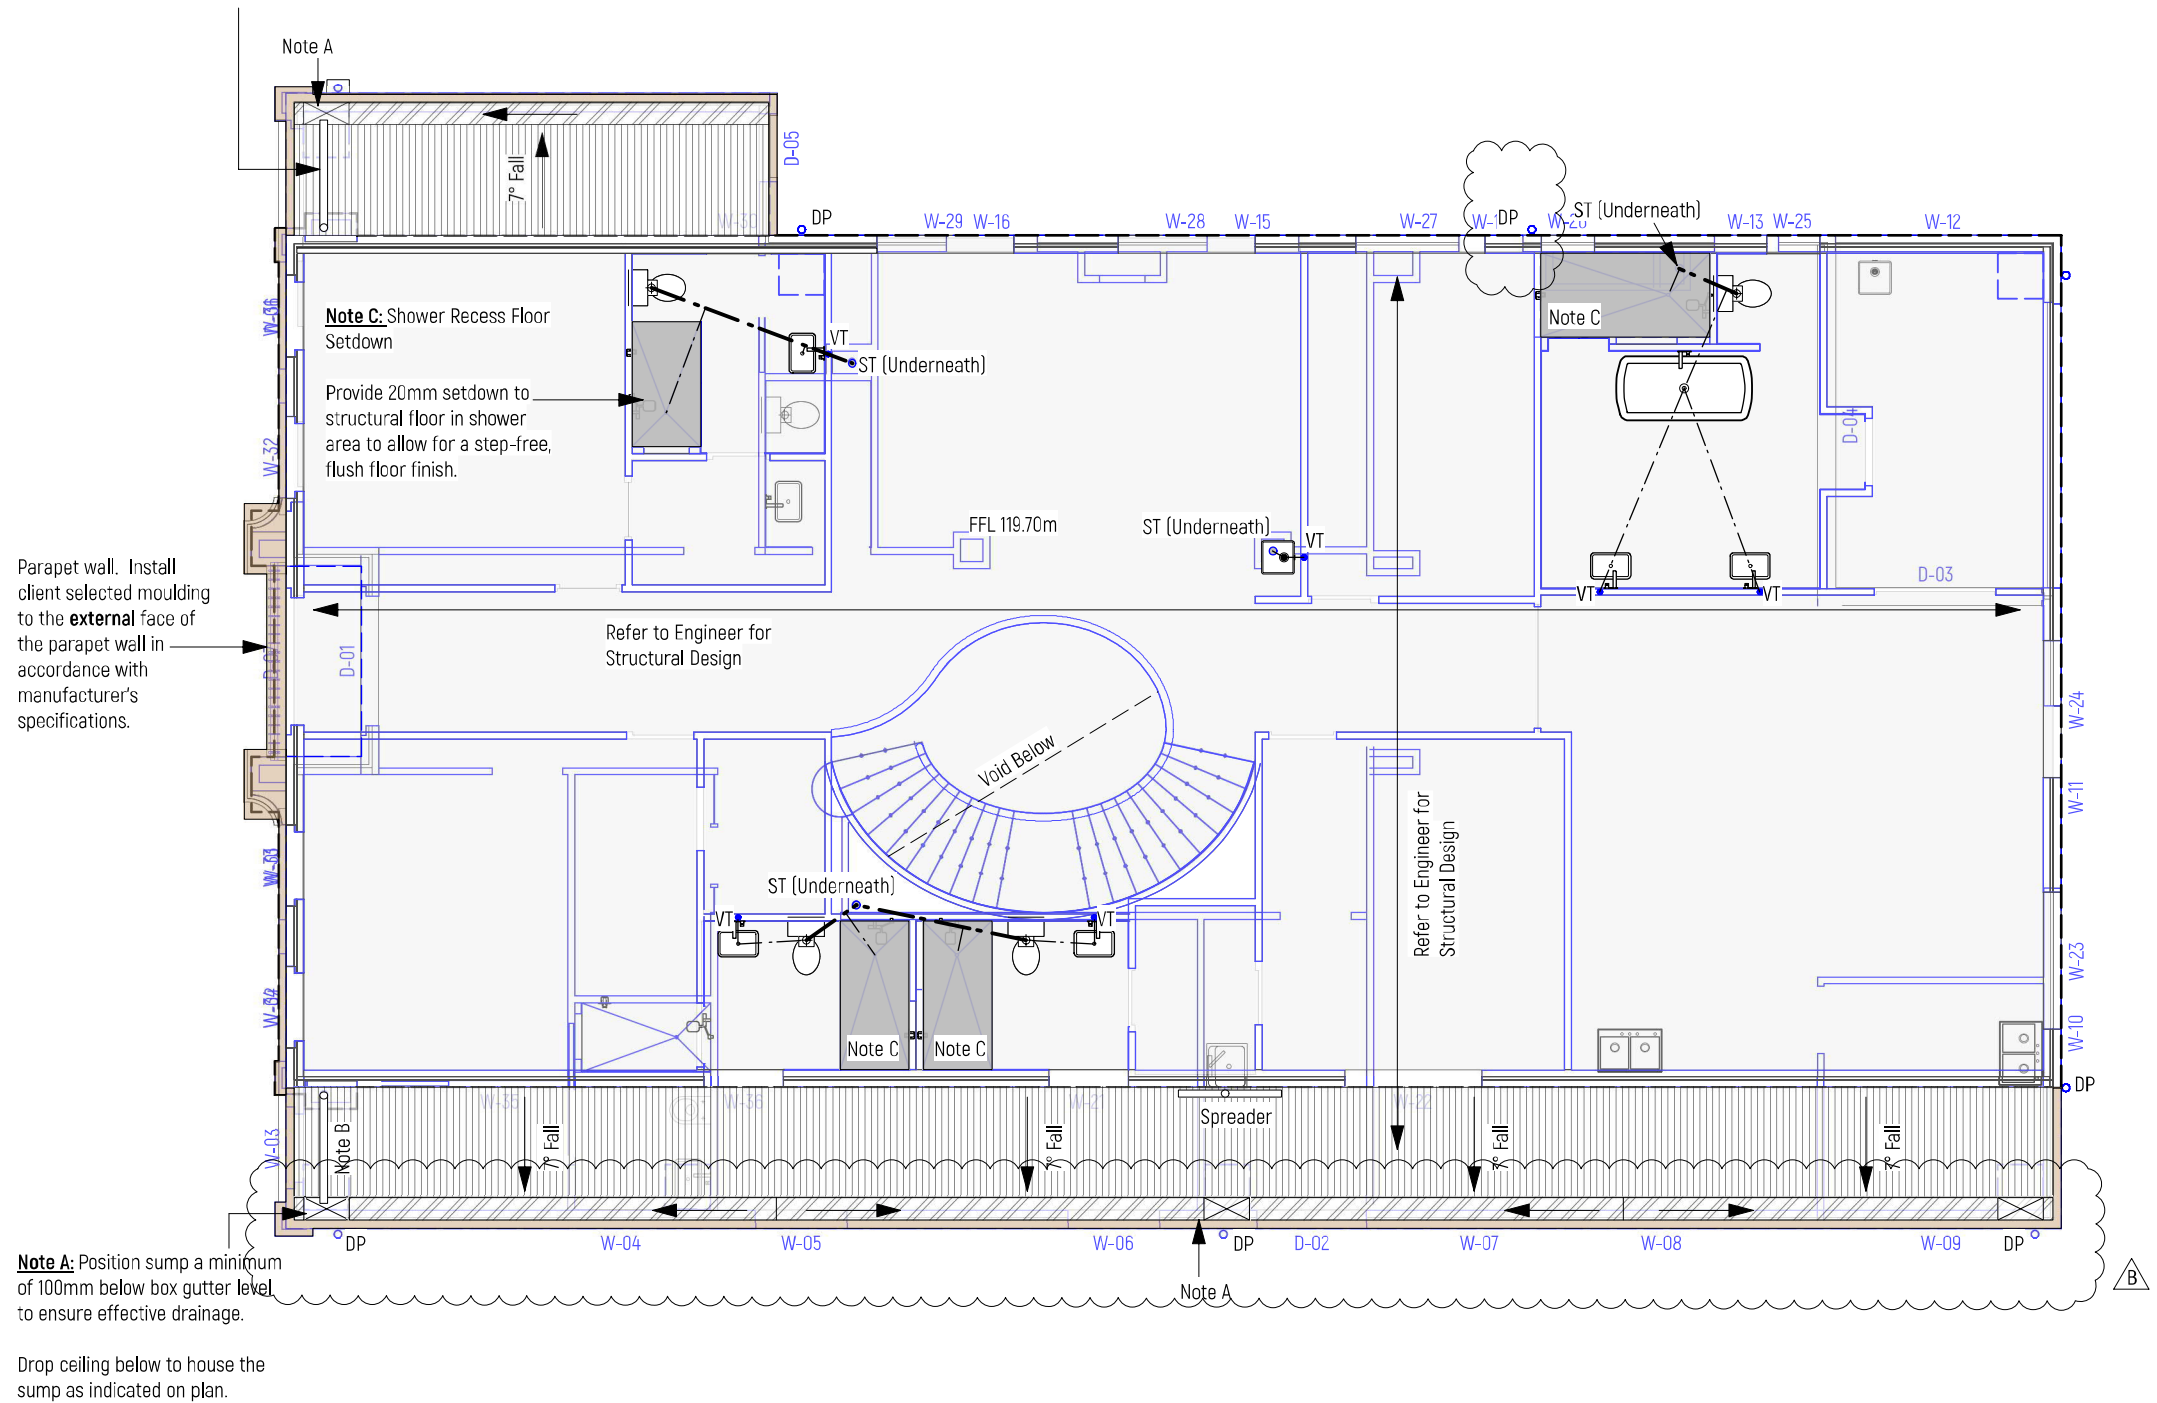 Note A
D-05
7° Fall
W-30
DP
W-29
W-16
W-28
W-15
W-27
W-1
DP
ST (Underneath)
W-13
W-25
W-12
Note C: Shower Recess Floor
Setdown
Provide 20mm setdown to
structural floor in shower
area to allow for a step-free,
flush floor finish.
VT
ST (Underneath)
Note C
W-32
D-04
FFL 119.70m
ST (Underneath)
VT
VT
VT
D-03
Parapet wall. Install
client selected moulding
to the external face of
the parapet wall in
accordance with
manufacturer's
specifications.
D-01
Refer to Engineer for
Structural Design
Void Below
W-24
W-11
Refer to Engineer for
Structural Design
ST (Underneath)
VT
VT
W-23
W-10
Note C
Note C
DP
W-35
W-36
W-21
W-22
Spreader
W-03
Note B
7° Fall
7° Fall
7° Fall
7° Fall
DP
W-04
W-05
W-06
DP
D-02
W-07
W-08
W-09
DP
Note A: Position sump a minimum
of 100mm below box gutter level
to ensure effective drainage.
Drop ceiling below to house the
sump as indicated on plan.
Note A
B